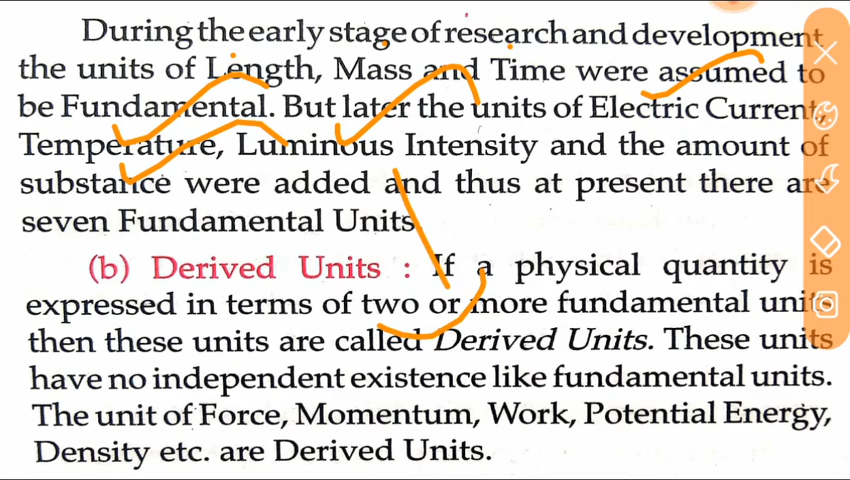 During the early stage of research and development
the units of Length, Mass and Time were assumed to
be Fundamental. But later the units of Electric Current,
Temperature, Luminous Intensity and the amount of
substance were added and thus at present there are
seven Fundamental Units.
(b) Derived Units : If a physical quantity is
expressed in terms of two or more fundamental units
then these units are called Derived Units. These units
have no independent existence like fundamental units.
The unit of Force, Momentum, Work, Potential Energy,
Density etc. are Derived Units.